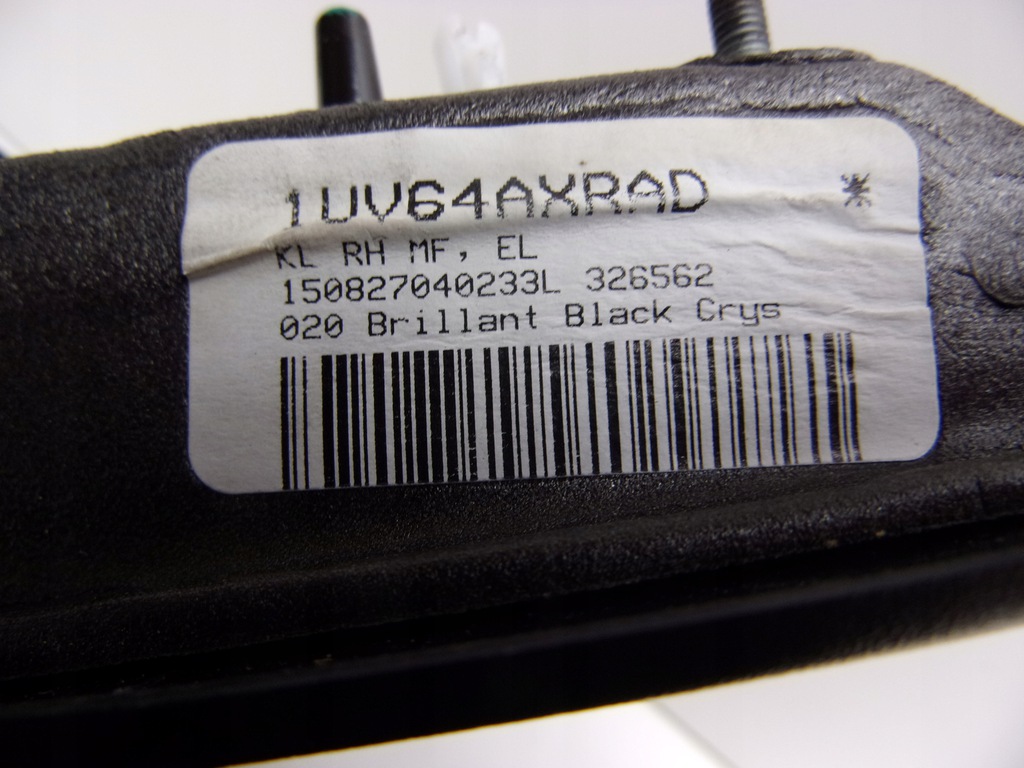 1UV64AXRAD *
KL RH MF, EL
150827040233L 326562
020 Brillant Black Crys